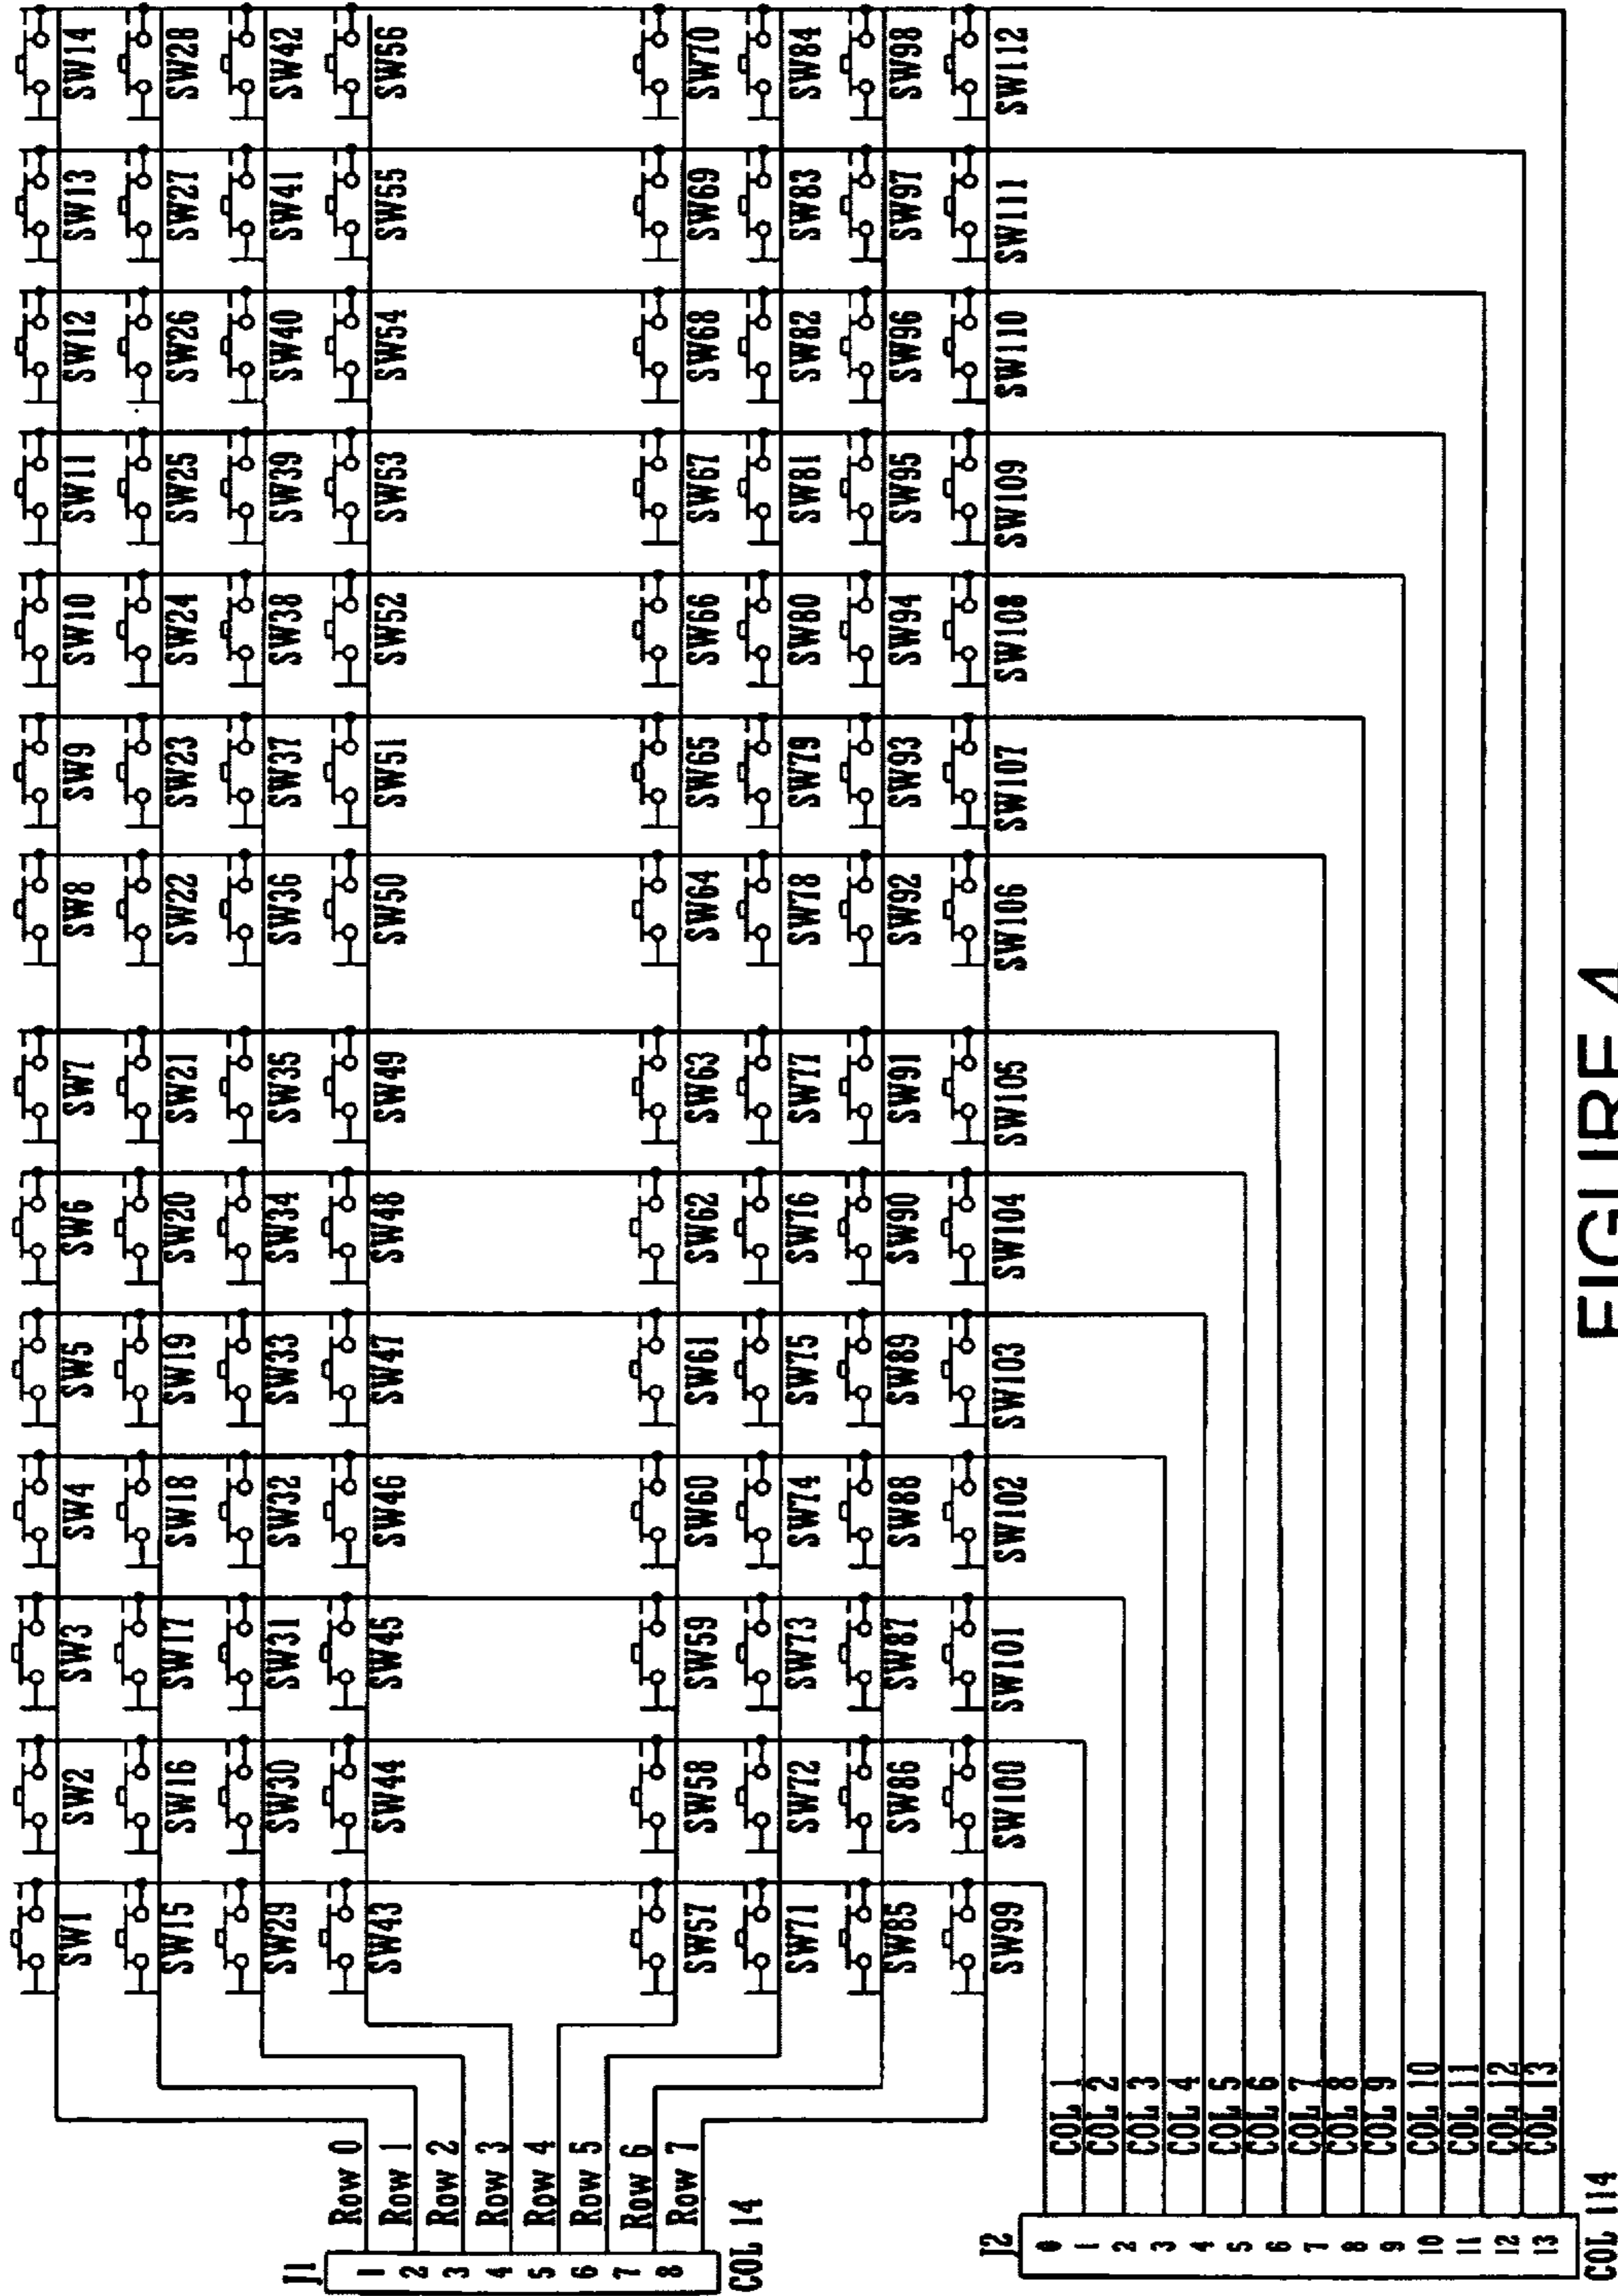 SW1 SW2 SW3 SW4 SW5 SW6 SW7 SW8 SW9 SW10 SW11 SW12 SW13 SW14
SW15 SW16 SW17 SW18 SW19 SW20 SW21 SW22 SW23 SW24 SW25 SW26 SW27 SW28
SW29 SW30 SW31 SW32 SW33 SW34 SW35 SW36 SW37 SW38 SW39 SW40 SW41 SW42
SW43 SW44 SW45 SW46 SW47 SW48 SW49 SW50 SW51 SW52 SW53 SW54 SW55 SW56
SW57 SW58 SW59 SW60 SW61 SW62 SW63 SW64 SW65 SW66 SW67 SW68 SW69 SW70
SW71 SW72 SW73 SW74 SW75 SW76 SW77 SW78 SW79 SW80 SW81 SW82 SW83 SW84
SW85 SW86 SW87 SW88 SW89 SW90 SW91 SW92 SW93 SW94 SW95 SW96 SW97 SW98
SW99 SW100 SW101 SW102 SW103 SW104 SW105 SW106 SW107 SW108 SW109 SW110 SW111 SW112
J1
1 Row 0
2 Row 1
3 Row 2
4 Row 3
5 Row 4
6 Row 5
7 Row 6
8 Row 7
COL 14
J2
0
1 COL 1
2 COL 2
3 COL 3
4 COL 4
5 COL 5
6 COL 6
7 COL 7
8 COL 8
9 COL 9
10 COL 10
11 COL 11
12 COL 12
13 COL 13
COL 114
FIGURE 4